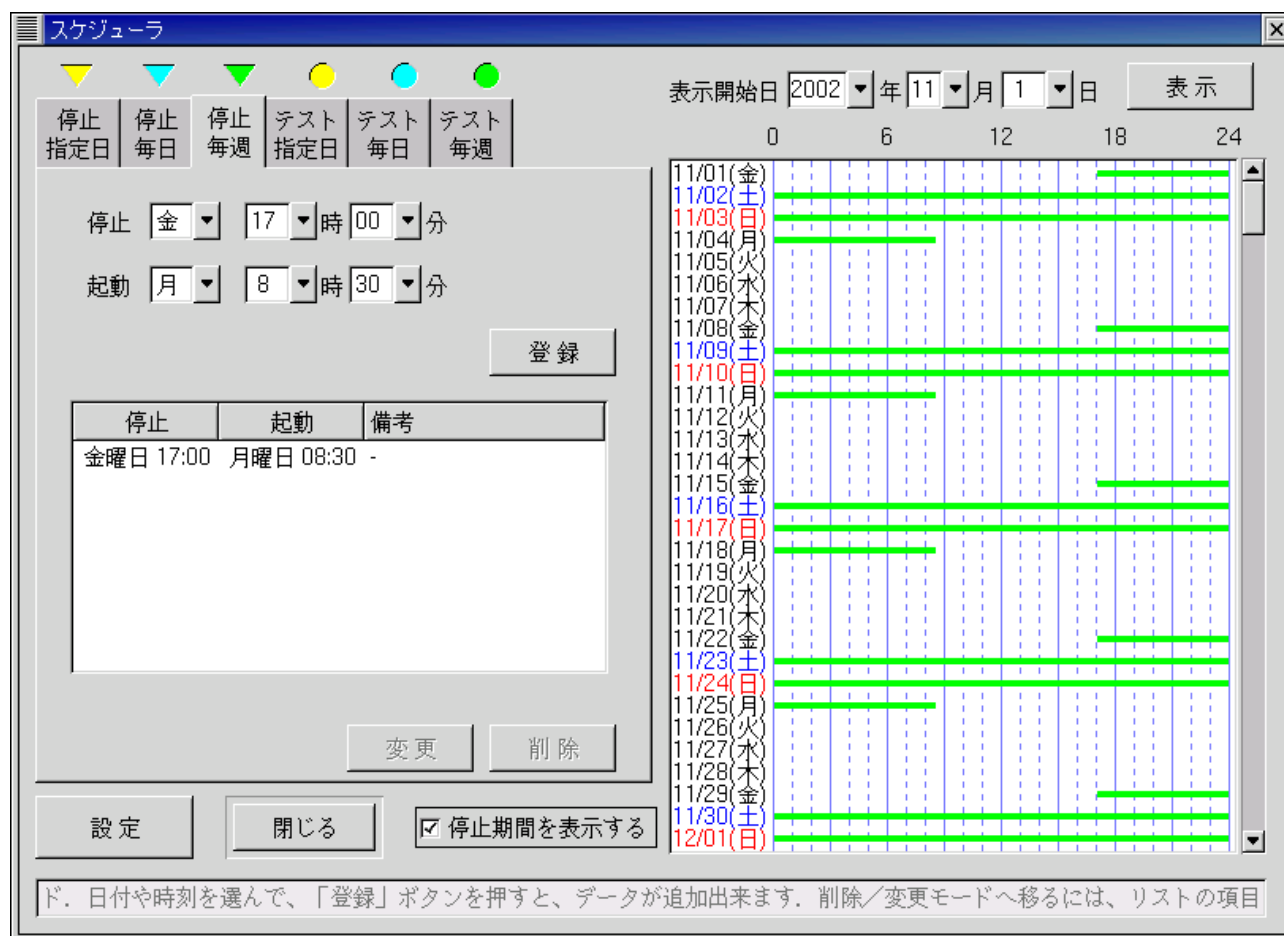 スケジューラ
停止 指定日
停止 毎日
停止 毎週
テスト 指定日
テスト 毎日
テスト 毎週
停止 金 17 時 00 分
起動 月 8 時 30 分
登録
停止 起動 備考
金曜日 17:00 月曜日 08:30 -
変更 削除
設定 閉じる 停止期間を表示する
表示開始日 2002 年 11 月 1 日 表示
0 6 12 18 24
11/01(金)
11/02(土)
11/03(日)
11/04(月)
11/05(火)
11/06(水)
11/07(木)
11/08(金)
11/09(土)
11/10(日)
11/11(月)
11/12(火)
11/13(水)
11/14(木)
11/15(金)
11/16(土)
11/17(日)
11/18(月)
11/19(火)
11/20(水)
11/21(木)
11/22(金)
11/23(土)
11/24(日)
11/25(月)
11/26(火)
11/27(水)
11/28(木)
11/29(金)
11/30(土)
12/01(日)
ド．日付や時刻を選んで、「登録」ボタンを押すと、データが追加出来ます．削除／変更モードへ移るには、リストの項目